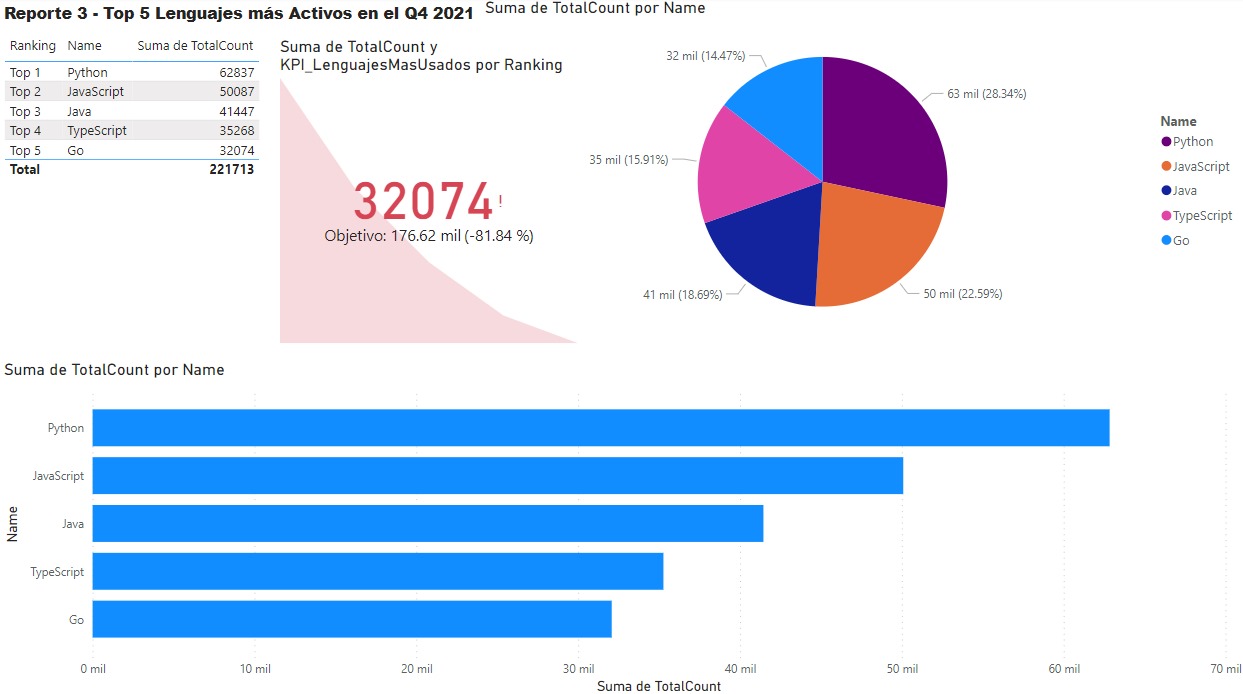 Reporte 3 - Top 5 Lenguajes más Activos en el Q4 2021
Ranking Name Suma de TotalCount
Top 1 Python 62837
Top 2 JavaScript 50087
Top 3 Java 41447
Top 4 TypeScript 35268
Top 5 Go 32074
Total 221713
Suma de TotalCount y
KPI_LenguajesMasUsados por Ranking
32074!
Objetivo: 176.62 mil (-81.84 %)
Suma de TotalCount por Name
32 mil (14.47%)
63 mil (28.34%)
35 mil (15.91%)
41 mil (18.69%)
50 mil (22.59%)
Name
Python
JavaScript
Java
TypeScript
Go
Suma de TotalCount por Name
Name
Python
JavaScript
Java
TypeScript
Go
0 mil 10 mil 20 mil 30 mil 40 mil 50 mil 60 mil 70 mil
Suma de TotalCount